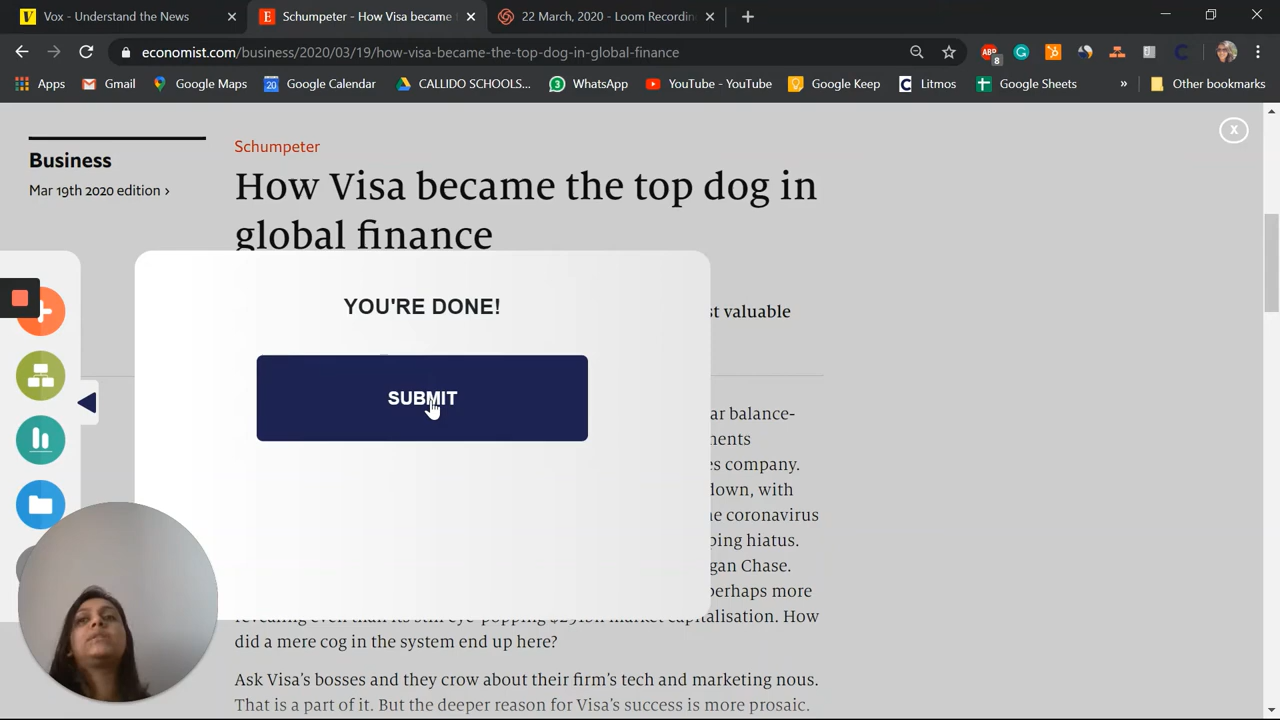 Vox - Understand the News
Schumpeter - How Visa became t
22 March, 2020 - Loom Recordin
economist.com/business/2020/03/19/how-visa-became-the-top-dog-in-global-finance
8
Apps
Gmail
Google Maps
20
Google Calendar
CALLIDO SCHOOLS...
3
WhatsApp
YouTube - YouTube
Google Keep
Litmos
Google Sheets
»
Other bookmarks
X
Business
Mar 19th 2020 edition ›
Schumpeter
How Visa became the top dog in
global finance
st valuable
YOU'RE DONE!
SUBMIT
ar balance-
ments
es company.
down, with
ne coronavirus
ping hiatus.
gan Chase.
perhaps more
capitalisation. How
did a mere cog in the system end up here?
Ask Visa's bosses and they crow about their firm's tech and marketing nous.
That is a part of it. But the deeper reason for Visa's success is more prosaic.